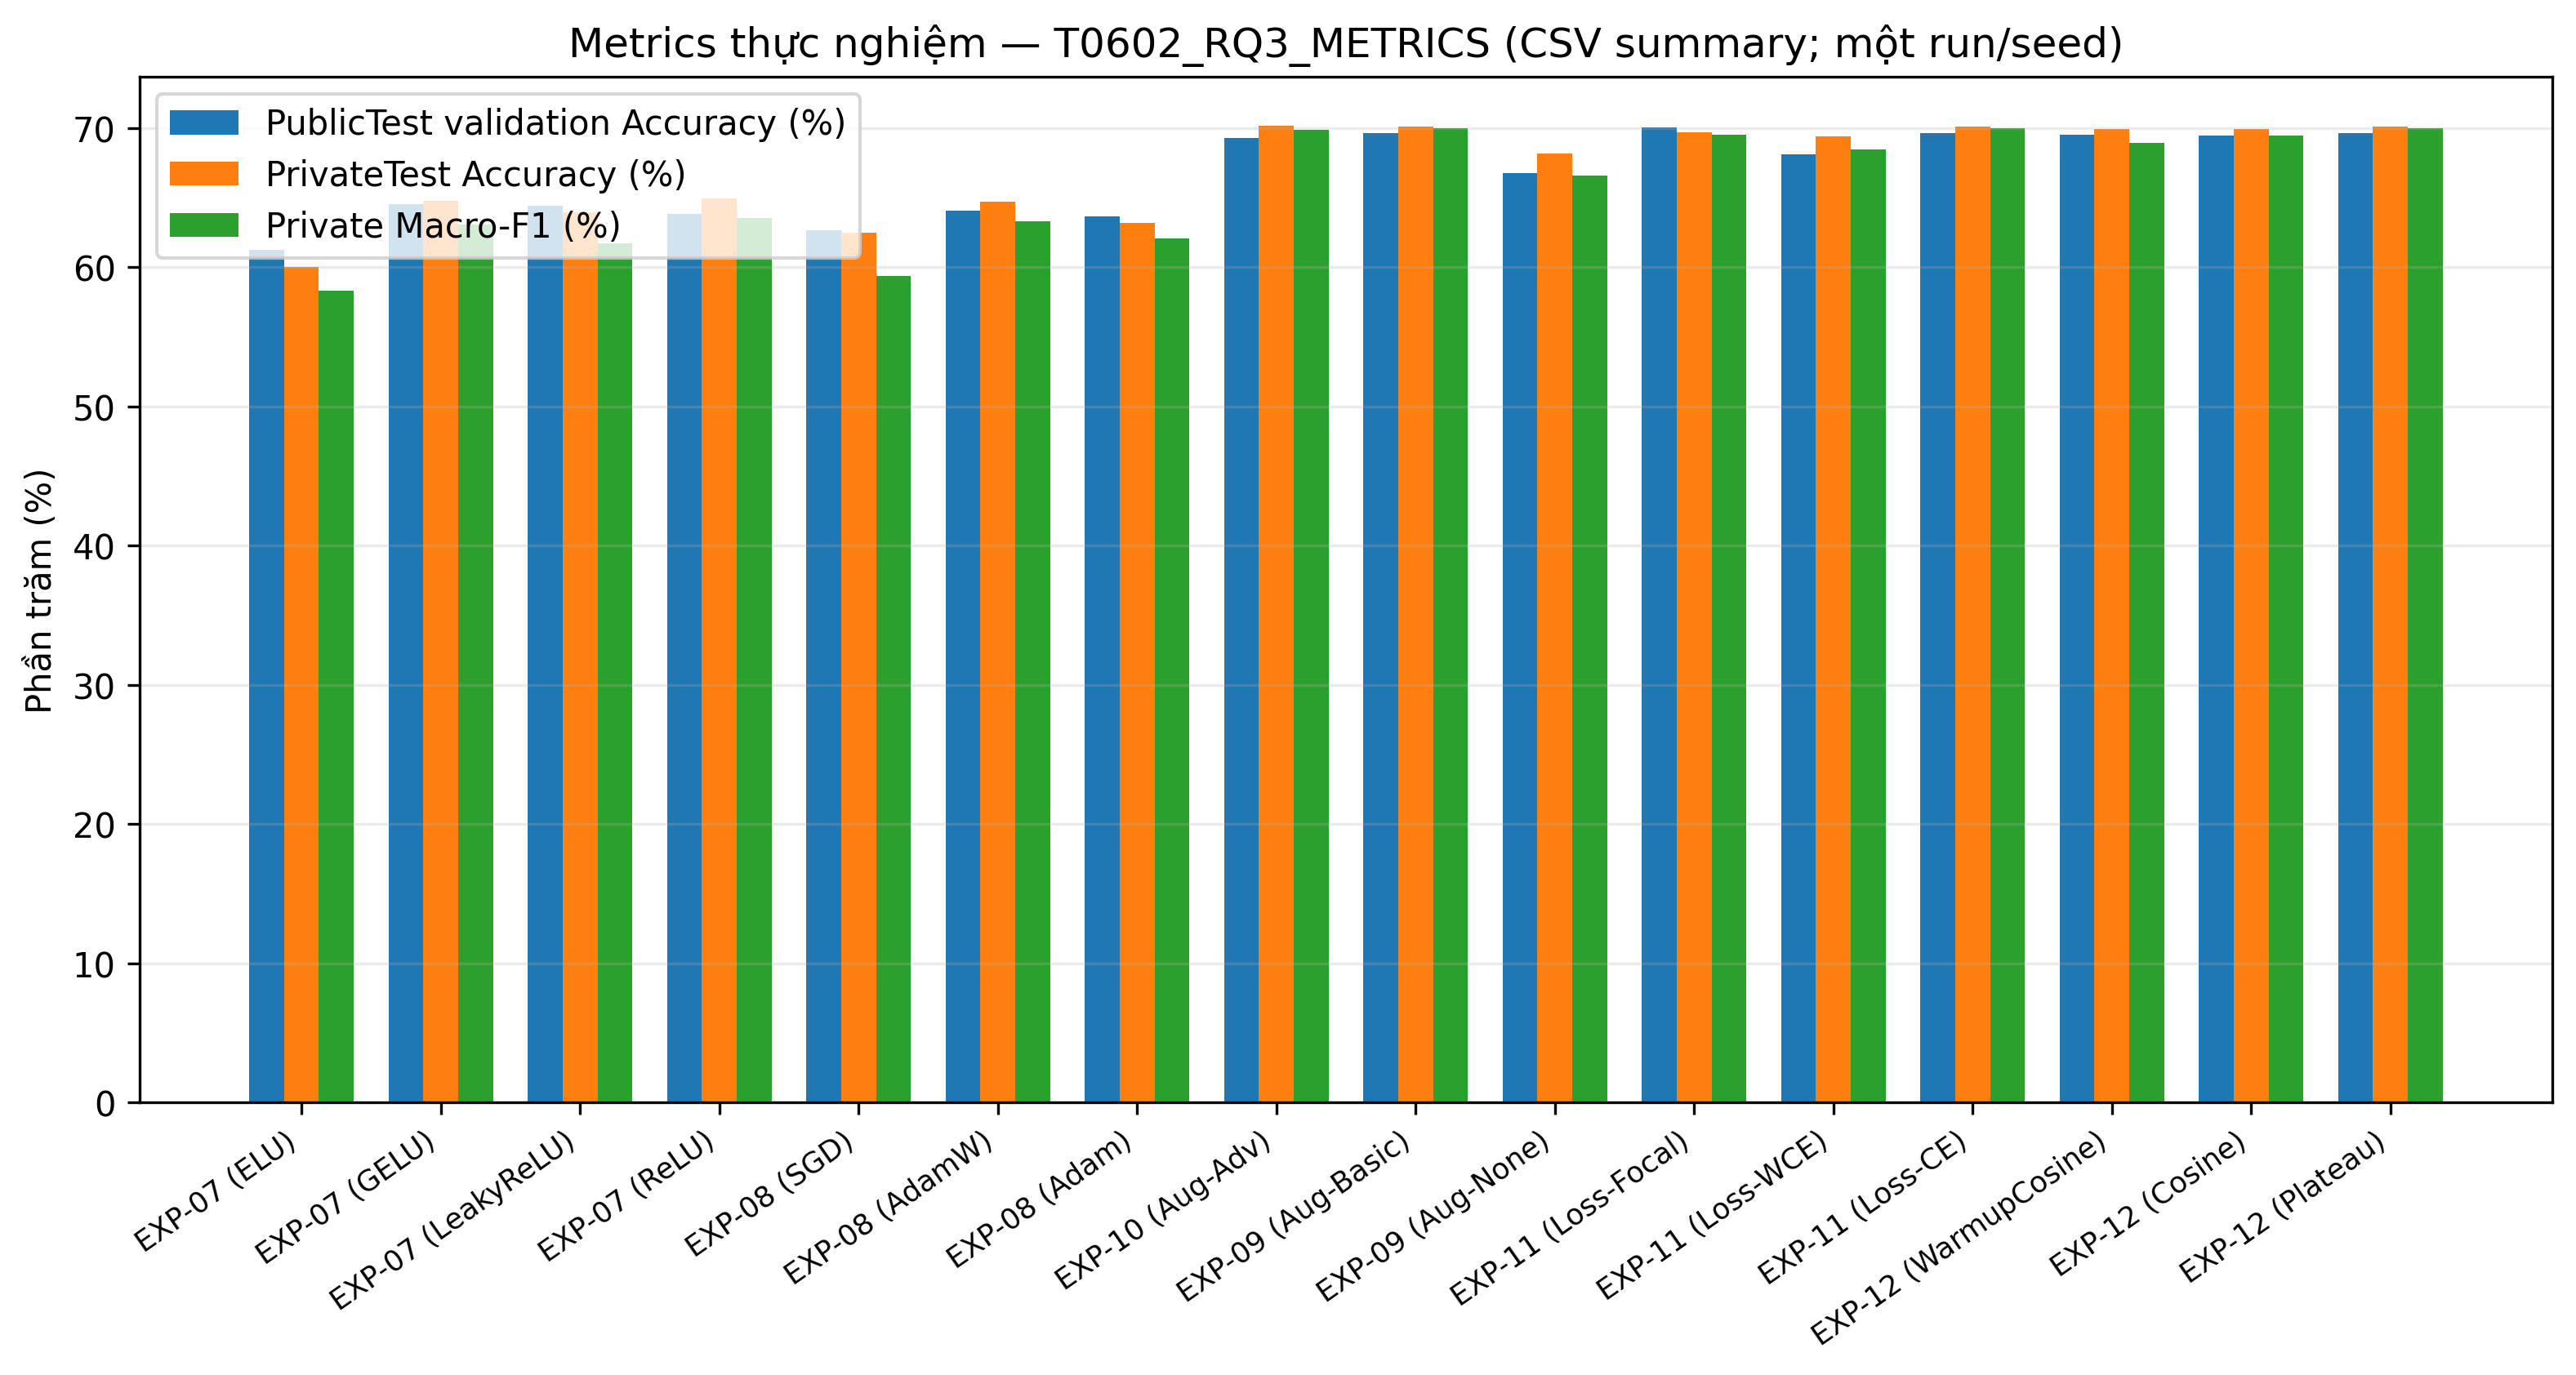 Metrics thực nghiệm — T0602_RQ3_METRICS (CSV summary; một run/seed)
PublicTest validation Accuracy (%)
PrivateTest Accuracy (%)
Private Macro-F1 (%)
Phần trăm (%)
70
60
50
40
30
20
10
0
EXP-07 (ELU)
EXP-07 (GELU)
EXP-07 (LeakyReLU)
EXP-07 (ReLU)
EXP-08 (SGD)
EXP-08 (AdamW)
EXP-08 (Adam)
EXP-10 (Aug-Adv)
EXP-09 (Aug-Basic)
EXP-09 (Aug-None)
EXP-11 (Loss-Focal)
EXP-11 (Loss-WCE)
EXP-11 (Loss-CE)
EXP-12 (WarmupCosine)
EXP-12 (Cosine)
EXP-12 (Plateau)